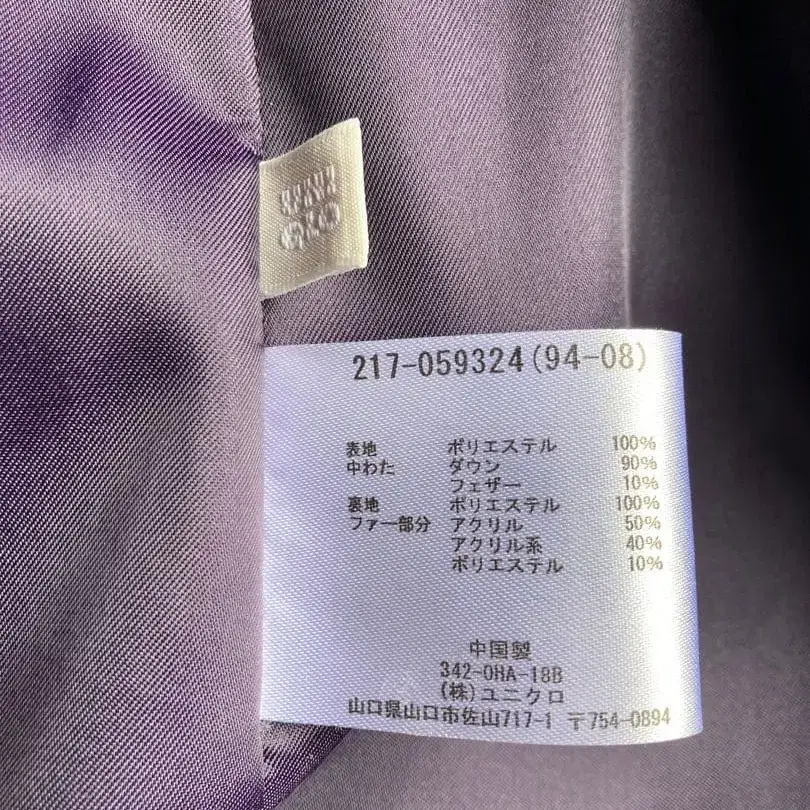 217-059324(94-08)
表地 ポリエステル 100%
中わた ダウン 90%
フェザー 10%
裏地 ポリエステル 100%
ファー部分 アクリル 50%
アクリル系 40%
ポリエステル 10%
中国製
342-0HA-18B
(株)ユニクロ
山口県山口市佐山717-1 〒754-0894